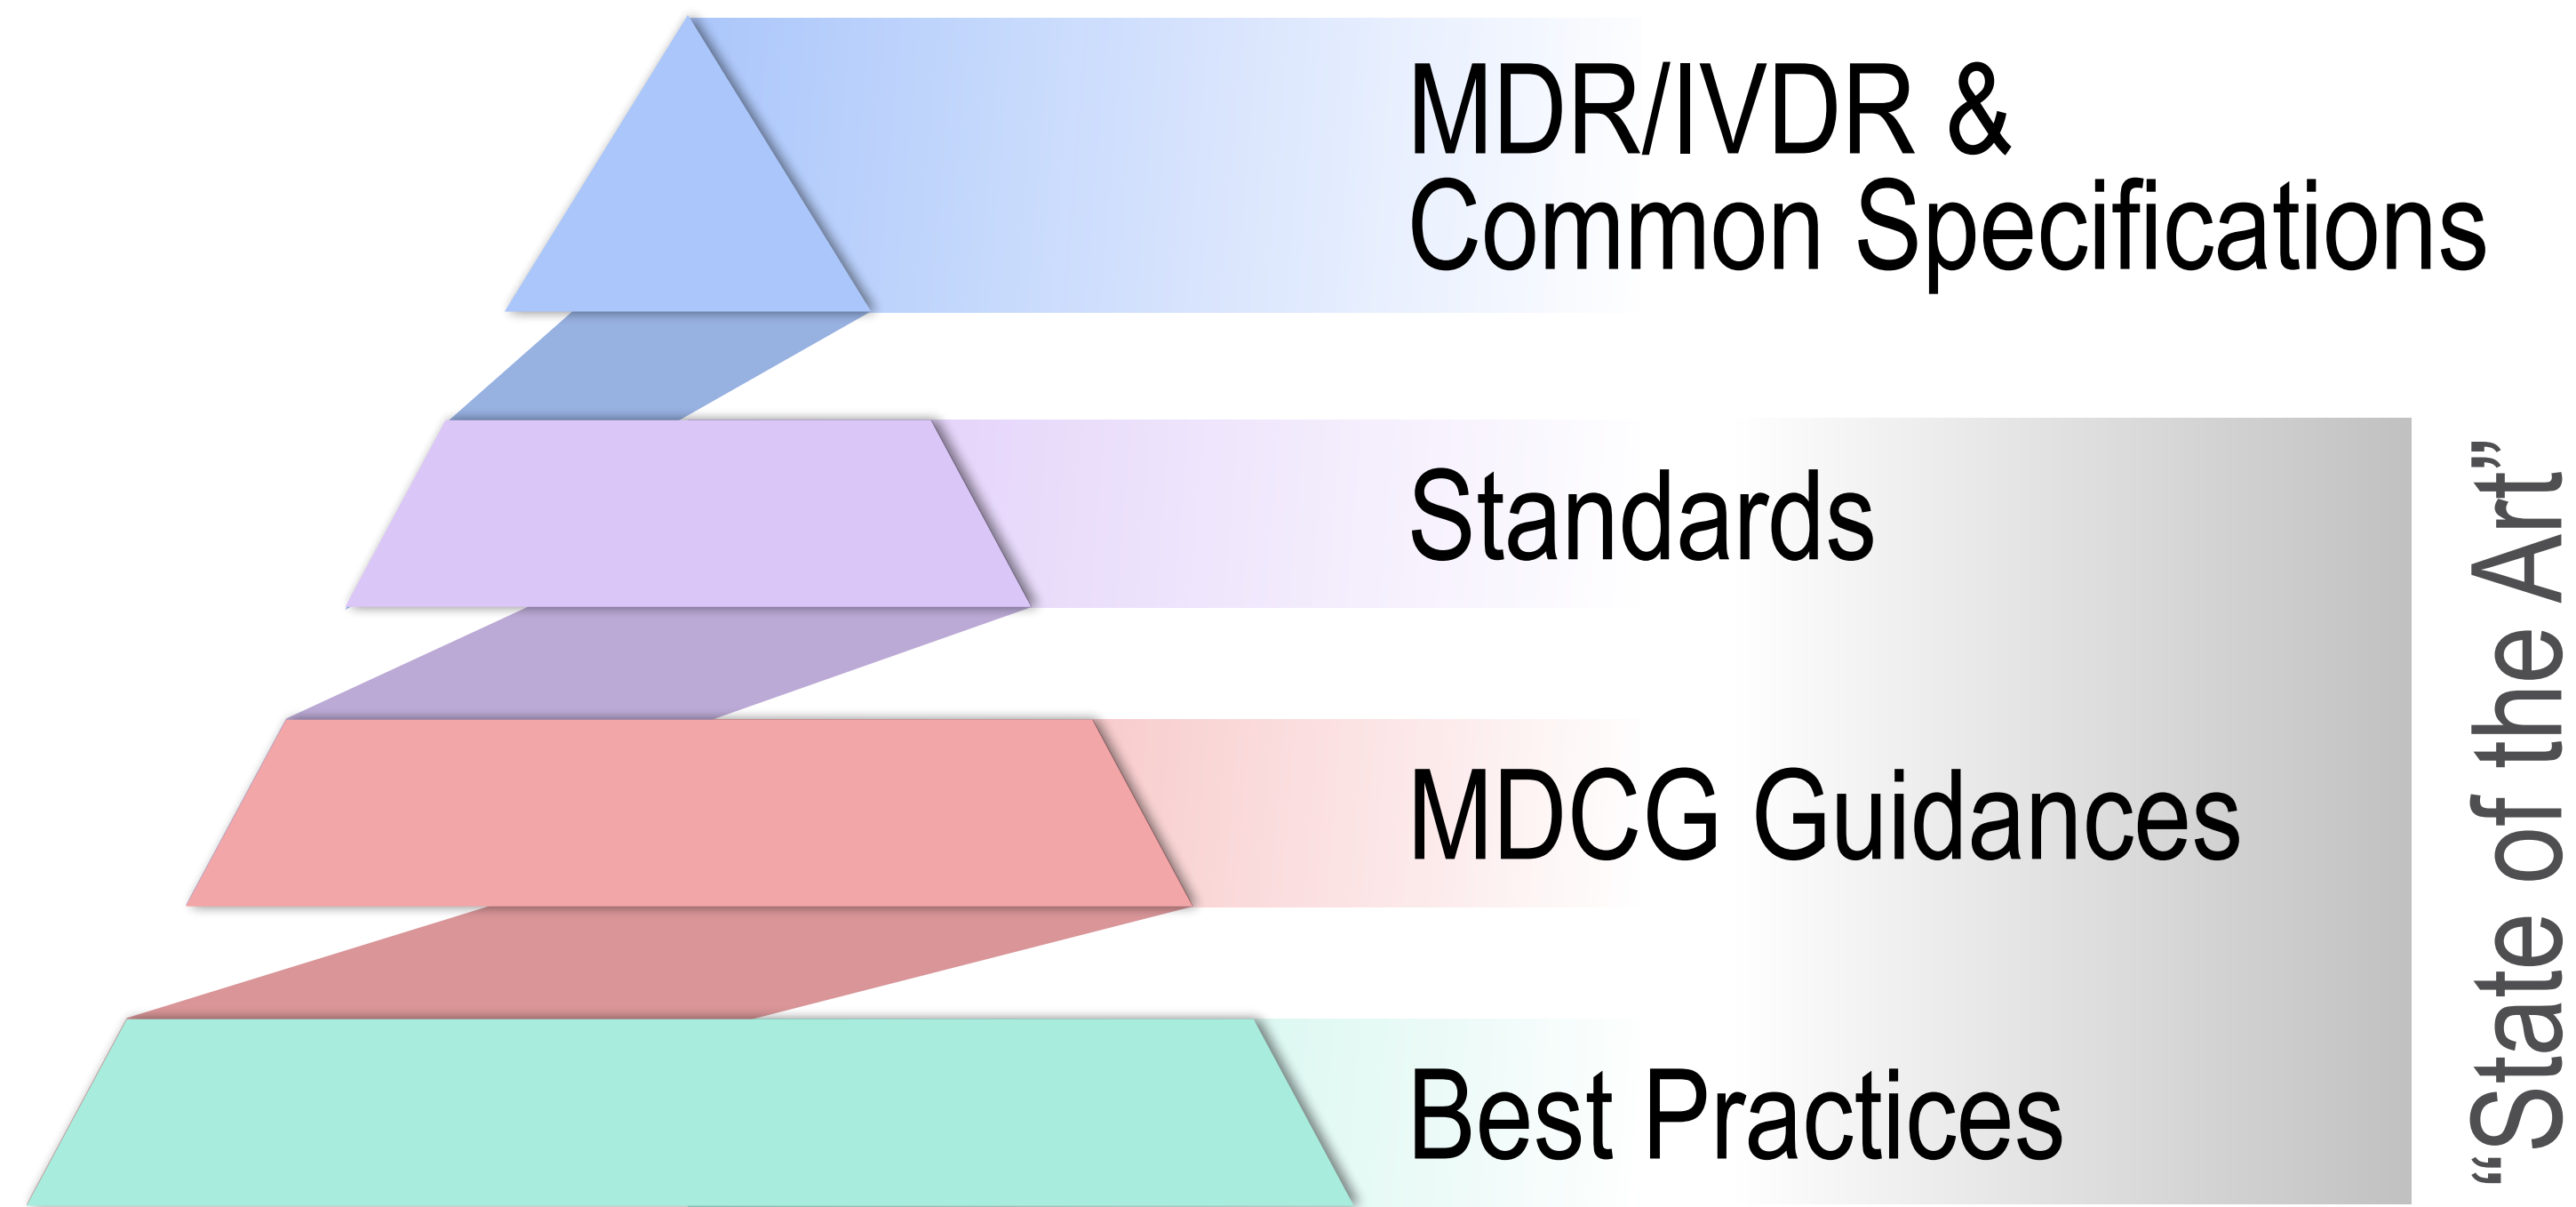 MDR/IVDR &
Common Specifications
Standards
MDCG Guidances
Best Practices
“State of the Art”